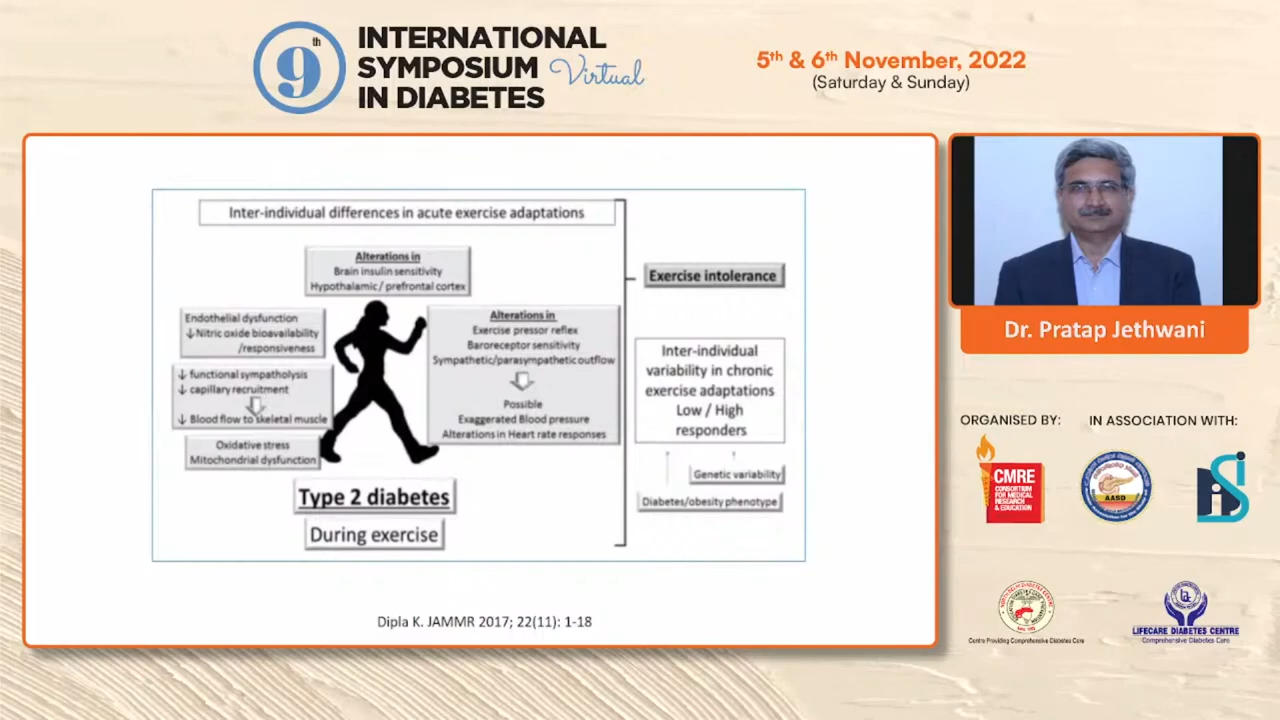 9th
INTERNATIONAL
SYMPOSIUM Virtual
IN DIABETES
5th & 6th November, 2022
(Saturday & Sunday)
Inter-individual differences in acute exercise adaptations
Alterations in
Brain insulin sensitivity
Hypothalamic/ prefrontal cortex
Endothelial dysfunction
↓Nitric oxide bioavailability
/responsiveness
↓ functional sympatholysis
↓ capillary recruitment
↓ Blood flow to skeletal muscle
Oxidative stress
Mitochondrial dysfunction
Alterations in
Exercise pressor reflex
Baroreceptor sensitivity
Sympathetic/parasympathetic outflow
Possible
Exaggerated Blood pressure
Alterations in Heart rate responses
Type 2 diabetes
During exercise
Exercise intolerance
Inter-individual
variability in chronic
exercise adaptations
Low / High
responders
Genetic variability
Diabetes/obesity phenotype
Dipla K. JAMMR 2017; 22(11): 1-18
Dr. Pratap Jethwani
ORGANISED BY:
IN ASSOCIATION WITH:
CMRE
CONSORTIUM
FOR MEDICAL
RESEARCH
& EDUCATION
AASD
Centre Providing Comprehensive Diabetes Care
LIFECARE DIABETES CENTRE
Comprehensive Diabetes Care